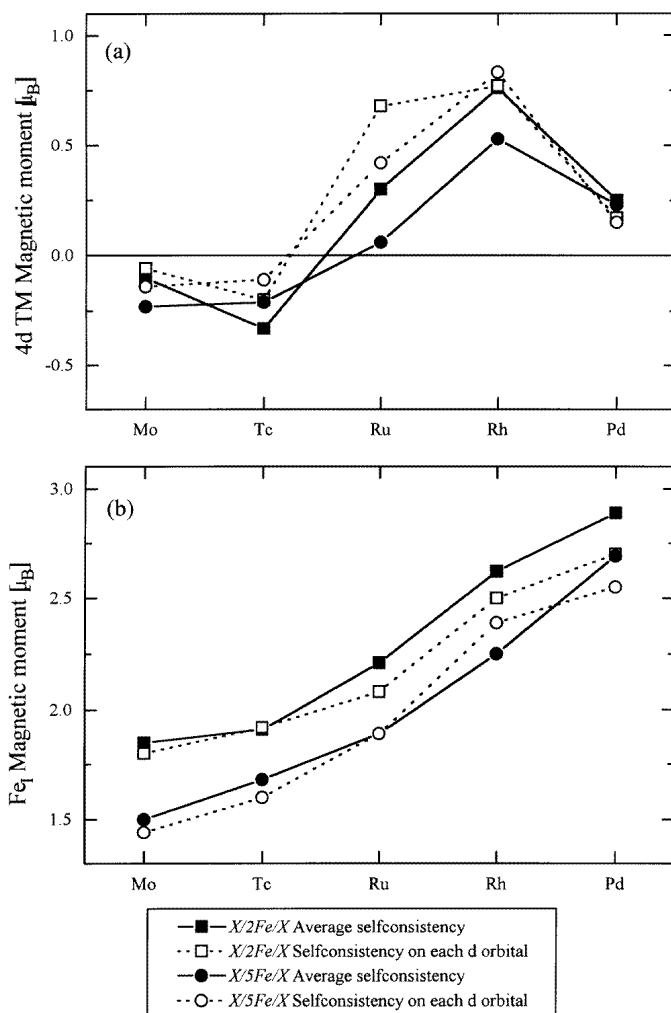 (a)
1.0
0.5
0.0
-0.5
4d TM Magnetic moment [μB]
Mo Tc Ru Rh Pd
(b)
3.0
2.5
2.0
1.5
FeI Magnetic moment [μB]
Mo Tc Ru Rh Pd
X/2Fe/X Average selfconsistency
X/2Fe/X Selfconsistency on each d orbital
X/5Fe/X Average selfconsistency
X/5Fe/X Selfconsistency on each d orbital